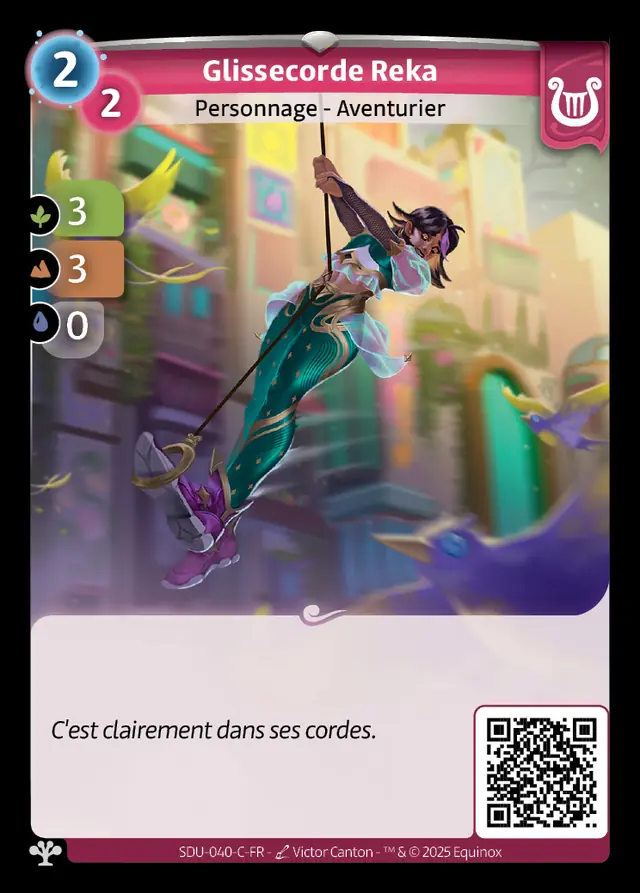 2
Glissecorde Reka
2
Personnage - Aventurier
3
3
0
C'est clairement dans ses cordes.
SDU-040-C-FR - Victor Canton - ™ & © 2025 Equinox